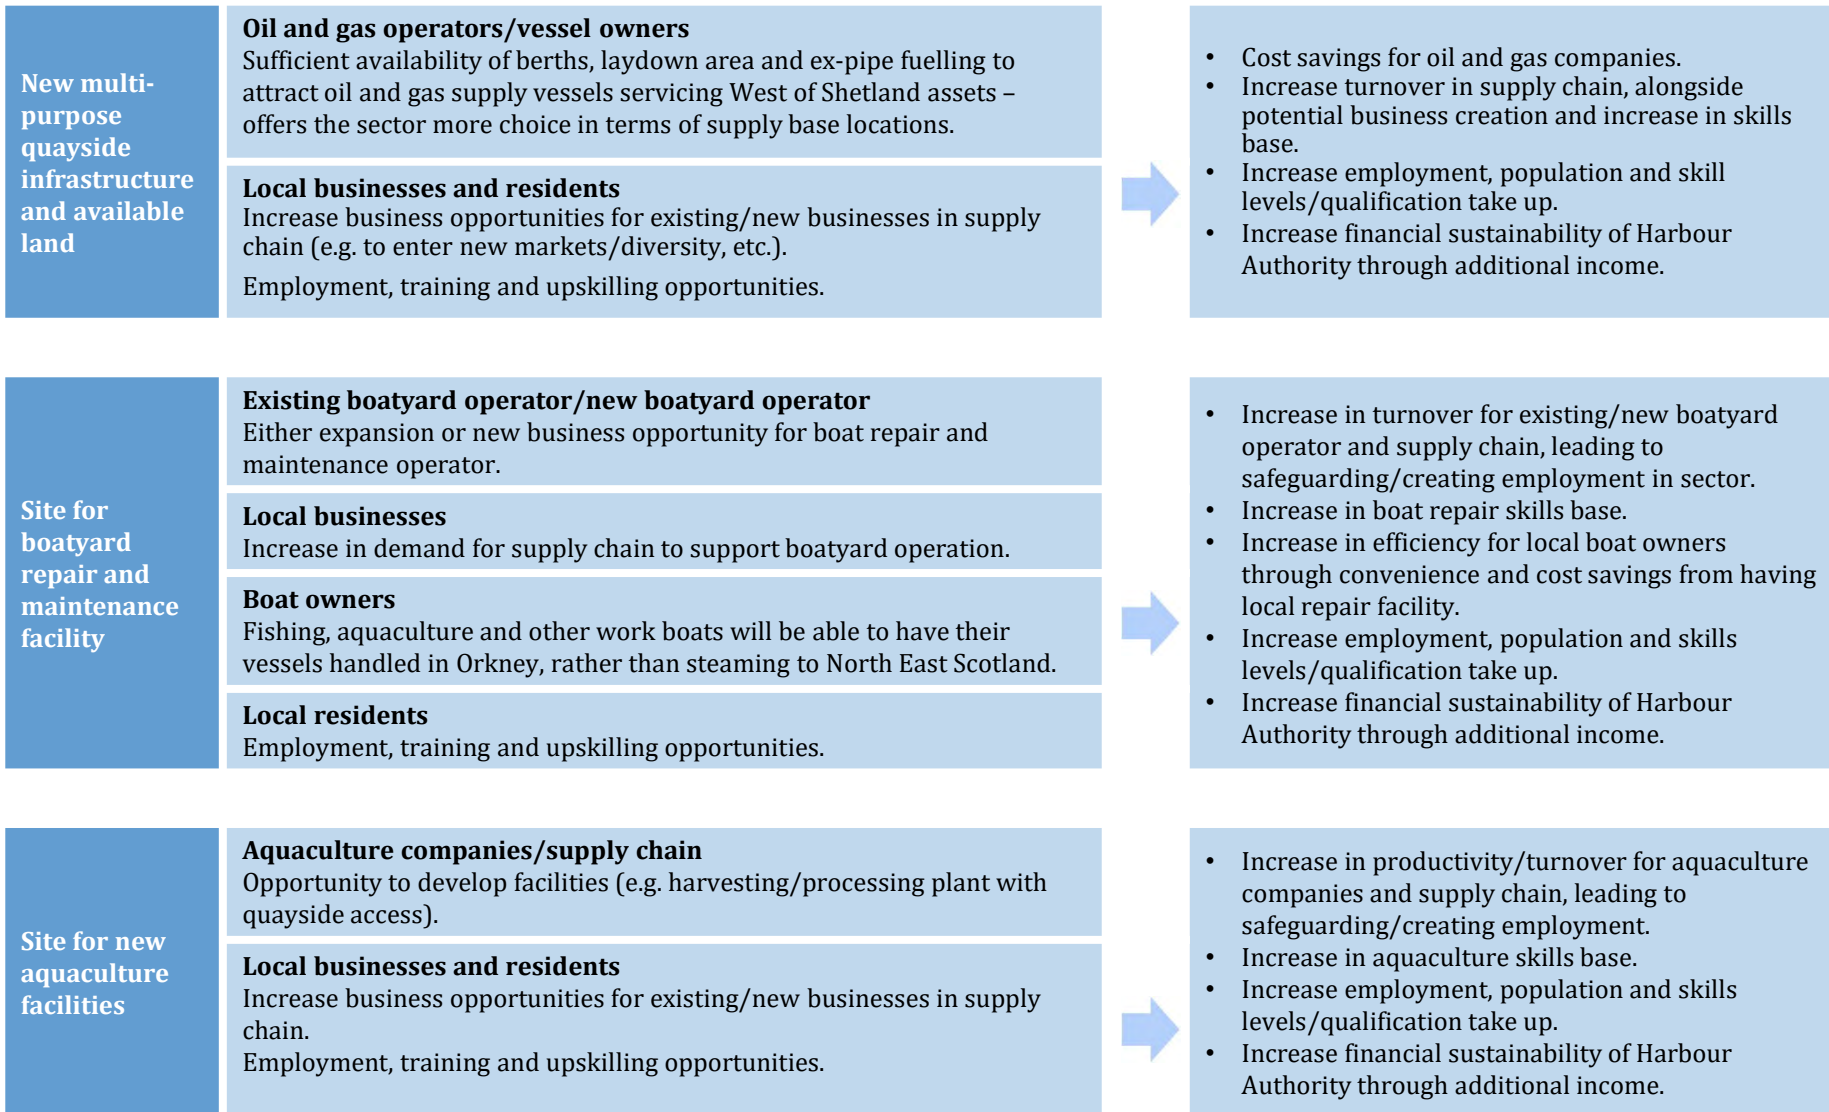 New multi-
purpose
quayside
infrastructure
and available
land
Oil and gas operators/vessel owners
Sufficient availability of berths, laydown area and ex-pipe fuelling to
attract oil and gas supply vessels servicing West of Shetland assets –
offers the sector more choice in terms of supply base locations.
Local businesses and residents
Increase business opportunities for existing/new businesses in supply
chain (e.g. to enter new markets/diversity, etc.).
Employment, training and upskilling opportunities.
• Cost savings for oil and gas companies.
• Increase turnover in supply chain, alongside
potential business creation and increase in skills
base.
• Increase employment, population and skill
levels/qualification take up.
• Increase financial sustainability of Harbour
Authority through additional income.
Site for
boatyard
repair and
maintenance
facility
Existing boatyard operator/new boatyard operator
Either expansion or new business opportunity for boat repair and
maintenance operator.
Local businesses
Increase in demand for supply chain to support boatyard operation.
Boat owners
Fishing, aquaculture and other work boats will be able to have their
vessels handled in Orkney, rather than steaming to North East Scotland.
Local residents
Employment, training and upskilling opportunities.
• Increase in turnover for existing/new boatyard
operator and supply chain, leading to
safeguarding/creating employment in sector.
• Increase in boat repair skills base.
• Increase in efficiency for local boat owners
through convenience and cost savings from having
local repair facility.
• Increase employment, population and skills
levels/qualification take up.
• Increase financial sustainability of Harbour
Authority through additional income.
Site for new
aquaculture
facilities
Aquaculture companies/supply chain
Opportunity to develop facilities (e.g. harvesting/processing plant with
quayside access).
Local businesses and residents
Increase business opportunities for existing/new businesses in supply
chain.
Employment, training and upskilling opportunities.
• Increase in productivity/turnover for aquaculture
companies and supply chain, leading to
safeguarding/creating employment.
• Increase in aquaculture skills base.
• Increase employment, population and skills
levels/qualification take up.
• Increase financial sustainability of Harbour
Authority through additional income.